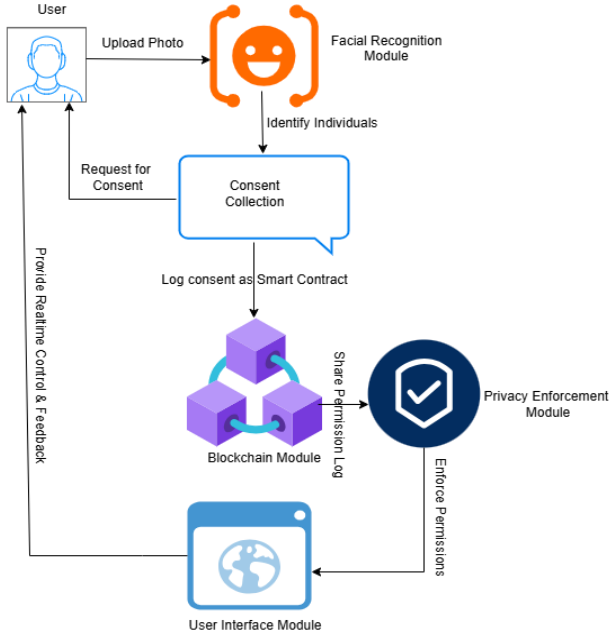 User
Upload Photo
Facial Recognition
Module
Identify Individuals
Request for
Consent
Consent
Collection
Log consent as Smart Contract
Provide Realtime Control & Feedback
Share Permission Log
Privacy Enforcement
Module
Blockchain Module
Enforce Permissions
User Interface Module